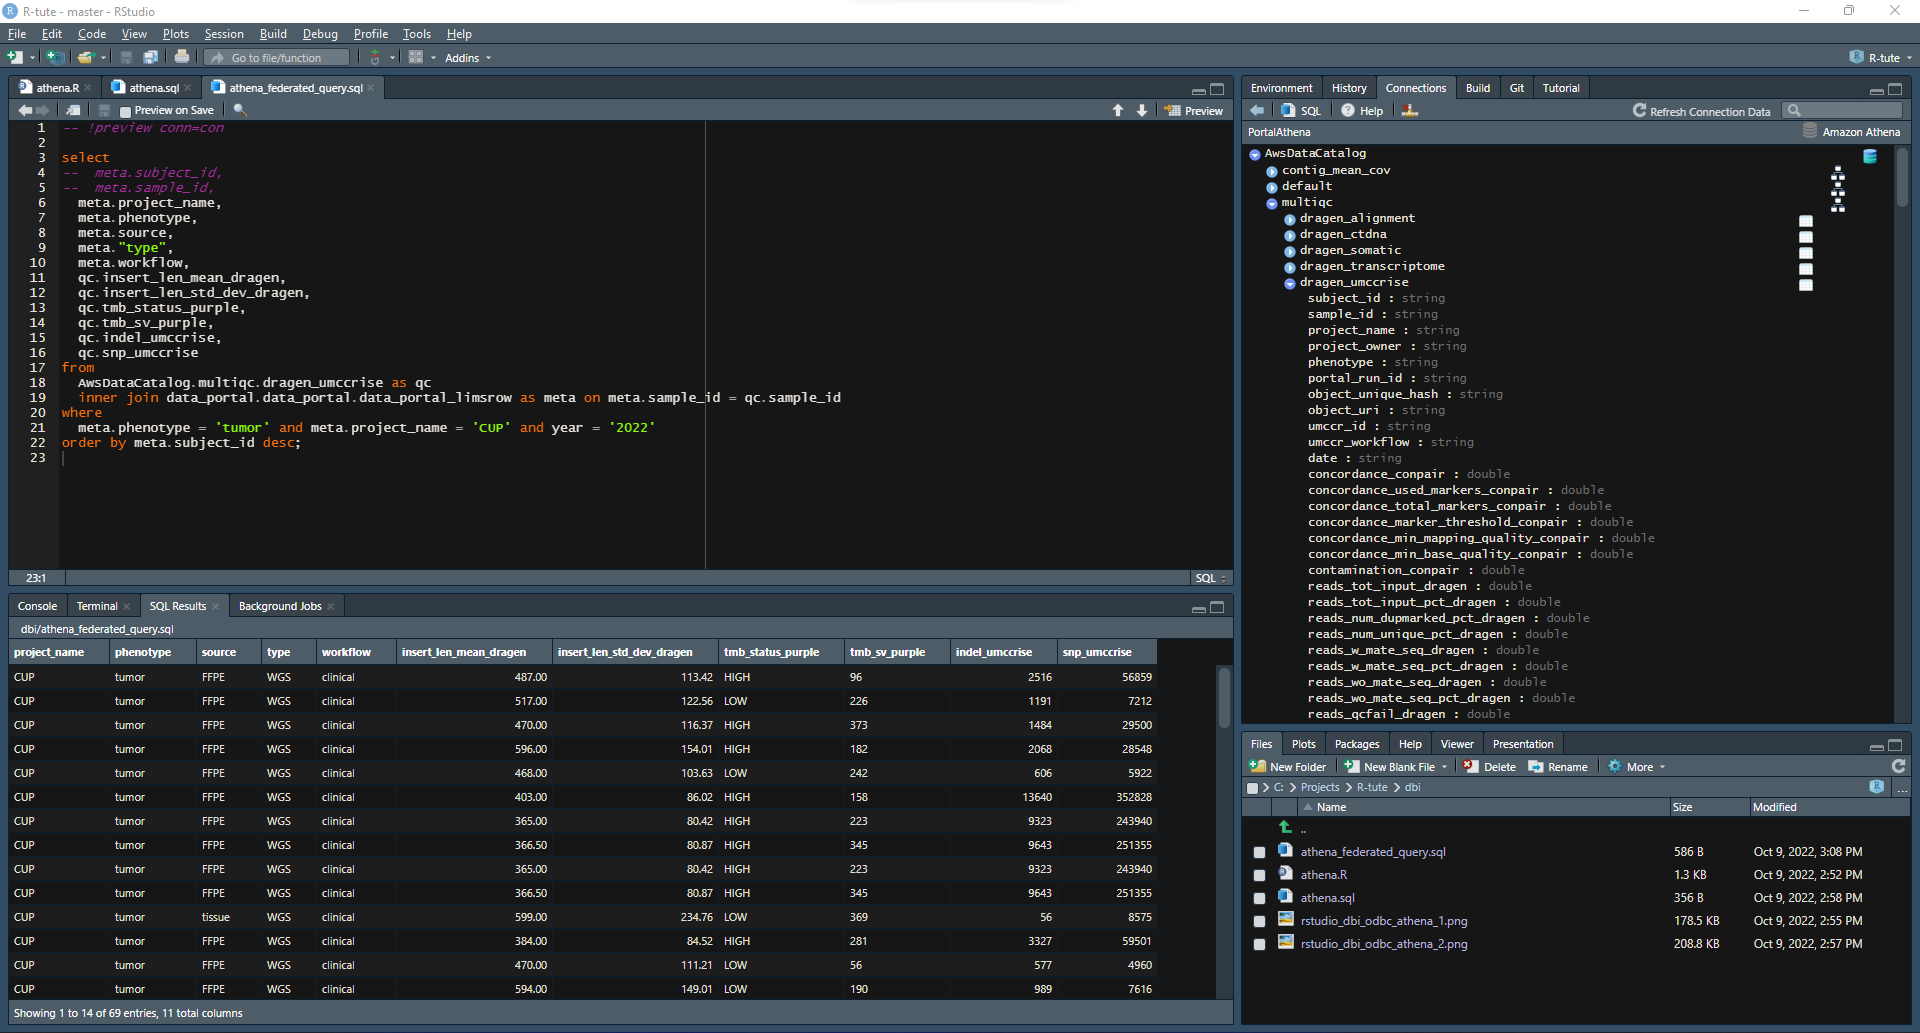 R-tute - master - RStudio
File Edit Code View Plots Session Build Debug Profile Tools Help
Go to file/function Addins R-tute
athena.R athena.sql athena_federated_query.sql
Preview on Save Preview
1 -- !preview conn=con
2
3 select
4 --  meta.subject_id,
5 --  meta.sample_id,
6   meta.project_name,
7   meta.phenotype,
8   meta.source,
9   meta."type",
10   meta.workflow,
11   qc.insert_len_mean_dragen,
12   qc.insert_len_std_dev_dragen,
13   qc.tmb_status_purple,
14   qc.tmb_sv_purple,
15   qc.indel_umccrise,
16   qc.snp_umccrise
17 from
18   AwsDataCatalog.multiqc.dragen_umccrise as qc
19   inner join data_portal.data_portal.data_portal_limsrow as meta on meta.sample_id = qc.sample_id
20 where
21   meta.phenotype = 'tumor' and meta.project_name = 'CUP' and year = '2022'
22 order by meta.subject_id desc;
23
23:1 SQL
Console Terminal SQL Results Background Jobs
dbi/athena_federated_query.sql
project_name phenotype source type workflow insert_len_mean_dragen insert_len_std_dev_dragen tmb_status_purple tmb_sv_purple indel_umccrise snp_umccrise
CUP tumor FFPE WGS clinical 487.00 113.42 HIGH 96 2516 56859
CUP tumor FFPE WGS clinical 517.00 122.56 LOW 226 1191 7212
CUP tumor FFPE WGS clinical 470.00 116.37 HIGH 373 1484 29500
CUP tumor FFPE WGS clinical 596.00 154.01 HIGH 182 2068 28548
CUP tumor FFPE WGS clinical 468.00 103.63 LOW 242 606 5922
CUP tumor FFPE WGS clinical 403.00 86.02 HIGH 158 13640 352828
CUP tumor FFPE WGS clinical 365.00 80.42 HIGH 223 9323 243940
CUP tumor FFPE WGS clinical 366.50 80.87 HIGH 345 9643 251355
CUP tumor FFPE WGS clinical 365.00 80.42 HIGH 223 9323 243940
CUP tumor FFPE WGS clinical 366.50 80.87 HIGH 345 9643 251355
CUP tumor tissue WGS clinical 599.00 234.76 LOW 369 56 8575
CUP tumor FFPE WGS clinical 384.00 84.52 HIGH 281 3327 59501
CUP tumor FFPE WGS clinical 470.00 111.21 LOW 56 577 4960
CUP tumor FFPE WGS clinical 594.00 149.01 LOW 190 989 7616
Showing 1 to 14 of 69 entries, 11 total columns
Environment History Connections Build Git Tutorial
SQL Help Refresh Connection Data
PortalAthena Amazon Athena
AwsDataCatalog
contig_mean_cov
default
multiqc
dragen_alignment
dragen_ctdna
dragen_somatic
dragen_transcriptome
dragen_umccrise
subject_id : string
sample_id : string
project_name : string
project_owner : string
phenotype : string
portal_run_id : string
object_unique_hash : string
object_uri : string
umccr_id : string
umccr_workflow : string
date : string
concordance_conpair : double
concordance_used_markers_conpair : double
concordance_total_markers_conpair : double
concordance_marker_threshold_conpair : double
concordance_min_mapping_quality_conpair : double
concordance_min_base_quality_conpair : double
contamination_conpair : double
reads_tot_input_dragen : double
reads_tot_input_pct_dragen : double
reads_num_dupmarked_pct_dragen : double
reads_num_unique_pct_dragen : double
reads_w_mate_seq_dragen : double
reads_w_mate_seq_pct_dragen : double
reads_wo_mate_seq_dragen : double
reads_wo_mate_seq_pct_dragen : double
reads_qcfail_dragen : double
Files Plots Packages Help Viewer Presentation
New Folder New Blank File Delete Rename More
C: Projects R-tute dbi ...
Name Size Modified
..
athena_federated_query.sql 586 B Oct 9, 2022, 3:08 PM
athena.R 1.3 KB Oct 9, 2022, 2:52 PM
athena.sql 356 B Oct 9, 2022, 2:58 PM
rstudio_dbi_odbc_athena_1.png 178.5 KB Oct 9, 2022, 2:55 PM
rstudio_dbi_odbc_athena_2.png 208.8 KB Oct 9, 2022, 2:57 PM